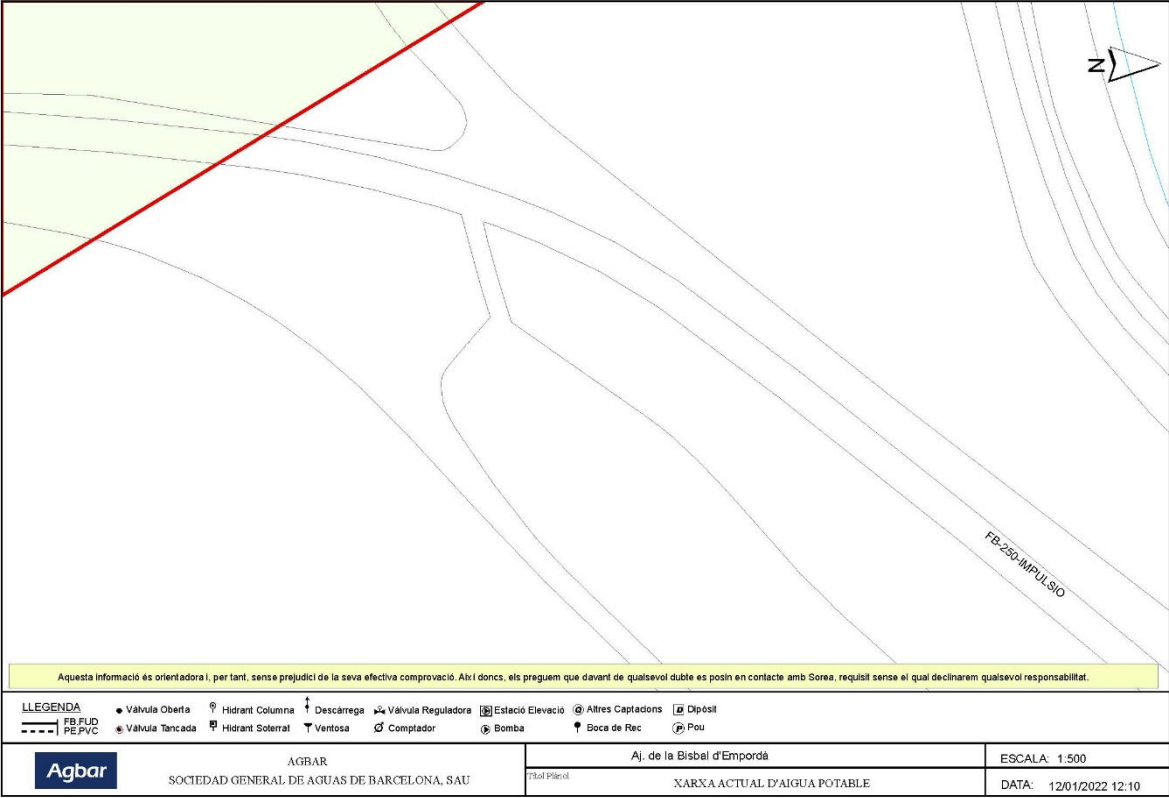 N
FB-250-IMPULSIO
Aquesta informació és orientadora i, per tant, sense prejudici de la seva efectiva comprovació. Així doncs, els preguem que davant de qualsevol dubte es posin en contacte amb Sorea, requisit sense el qual declinarem qualsevol responsabilitat.
LLEGENDA
FB,FUD
PE,PVC
Vàlvula Oberta
Hidrant Columna
Descàrrega
Vàlvula Reguladora
Estació Elevació
Altres Captacions
Dipòsit
Vàlvula Tancada
Hidrant Soterrat
Ventosa
Comptador
Bomba
Boca de Rec
Pou
Agbar
AGBAR
SOCIEDAD GENERAL DE AGUAS DE BARCELONA, SAU
Aj. de la Bisbal d'Empordà
Títol Plànol
XARXA ACTUAL D'AIGUA POTABLE
ESCALA: 1:500
DATA: 12/01/2022 12:10